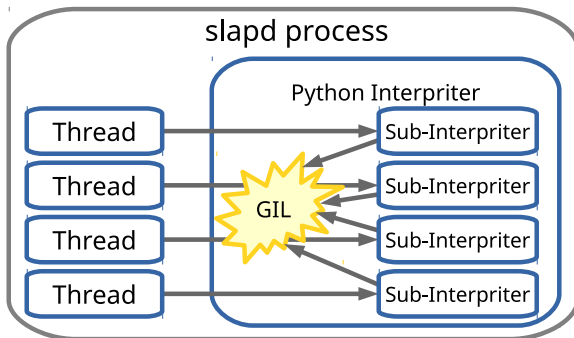 slapd process
Python Interpriter
Thread
Sub-Interpriter
Thread
GIL
Sub-Interpriter
Thread
Sub-Interpriter
Thread
Sub-Interpriter